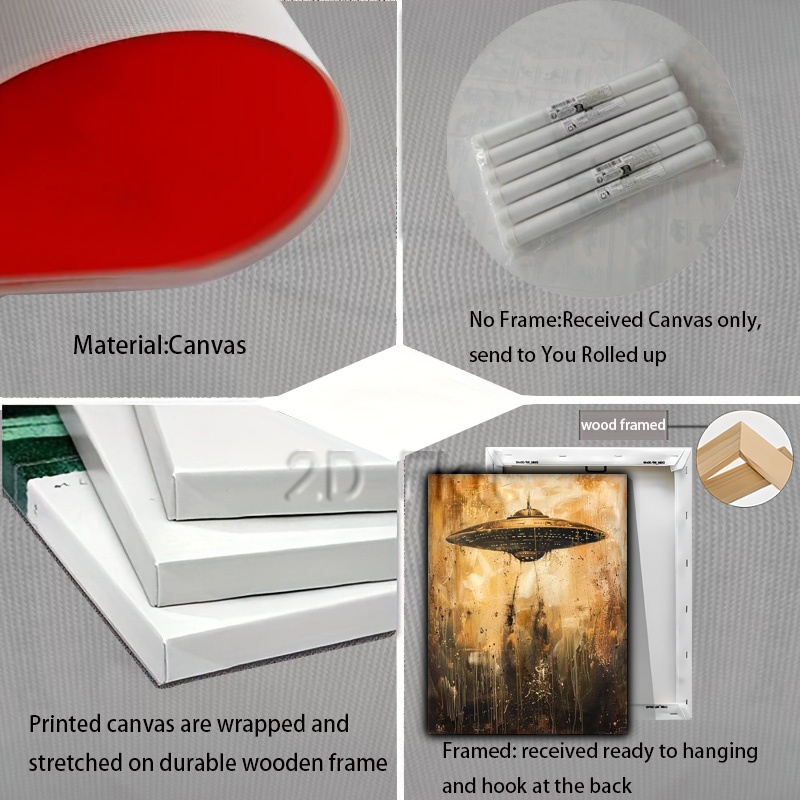 Material:Canvas
No Frame:Received Canvas only,
send to You Rolled up
2D
wood framed
Printed canvas are wrapped and
stretched on durable wooden frame
Framed: received ready to hanging
and hook at the back